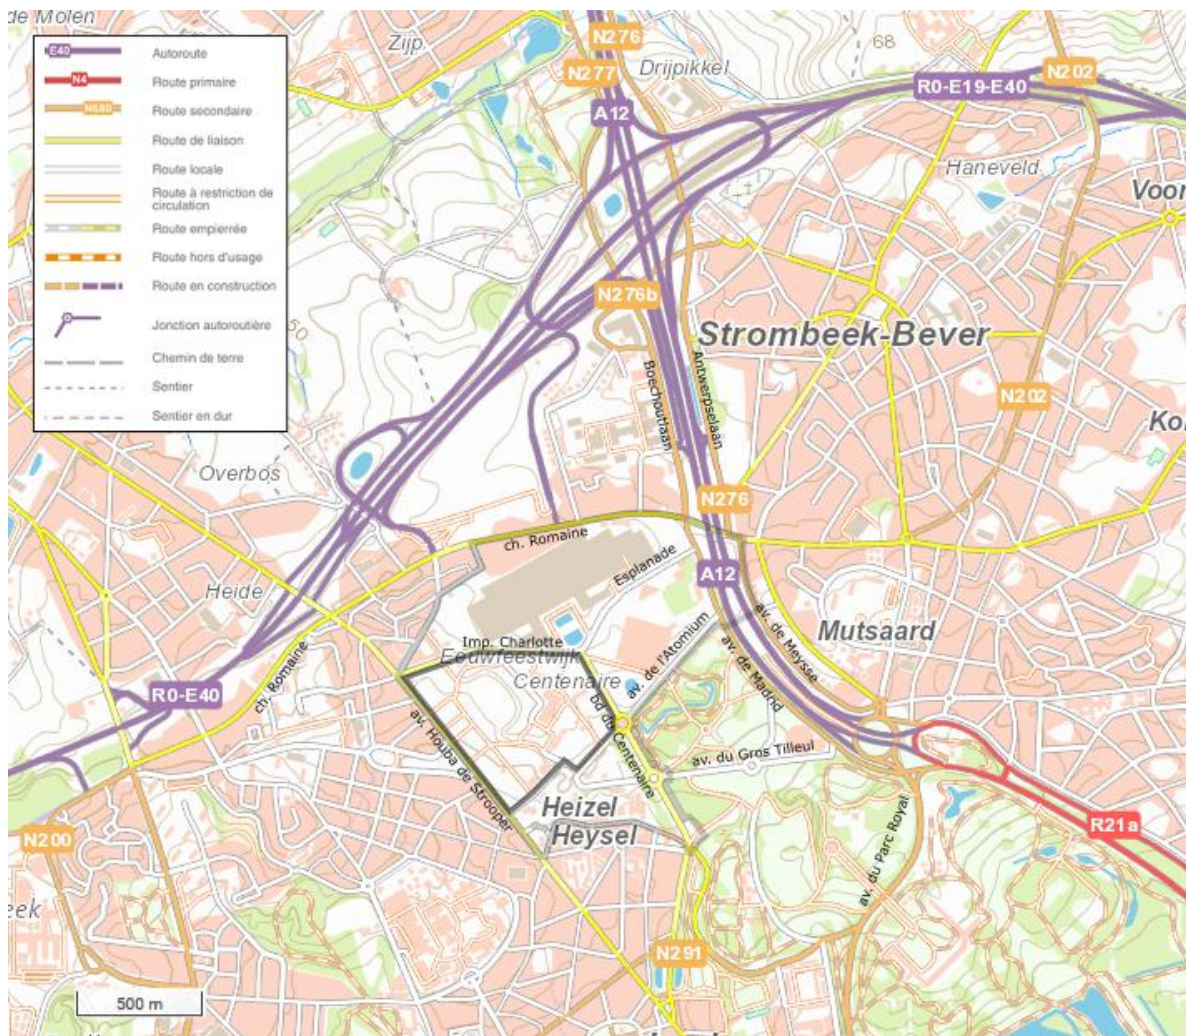 de Molen
Zijp
N276
N277
Drijpikkel
68
N202
R0-E19-E40
A12
E40 Autoroute
N4 Route primaire
N680 Route secondaire
Route de liaison
Route locale
Route à restriction de
circulation
Route empierrée
Route hors d'usage
Route en construction
Jonction autoroutière
Chemin de terre
Sentier
Sentier en dur
Haneveld
Voor
N276b
50
Strombeek-Bever
Boechoutlaan
Antwerpselaan
N202
Ko
Overbos
N276
ch. Romaine
Esplanade
A12
Heide
Imp. Charlotte
Eeuwfeestwijk
Centenaire
av. de l'Atomium
av. de Madrid
av. de Meysse
Mutsaard
R0-E40
ch. Romaine
av. Houba de Strooper
bd du Centenaire
av. du Gros Tilleul
Heizel
Heysel
N200
R21a
av. du Parc Royal
eek
N291
500 m